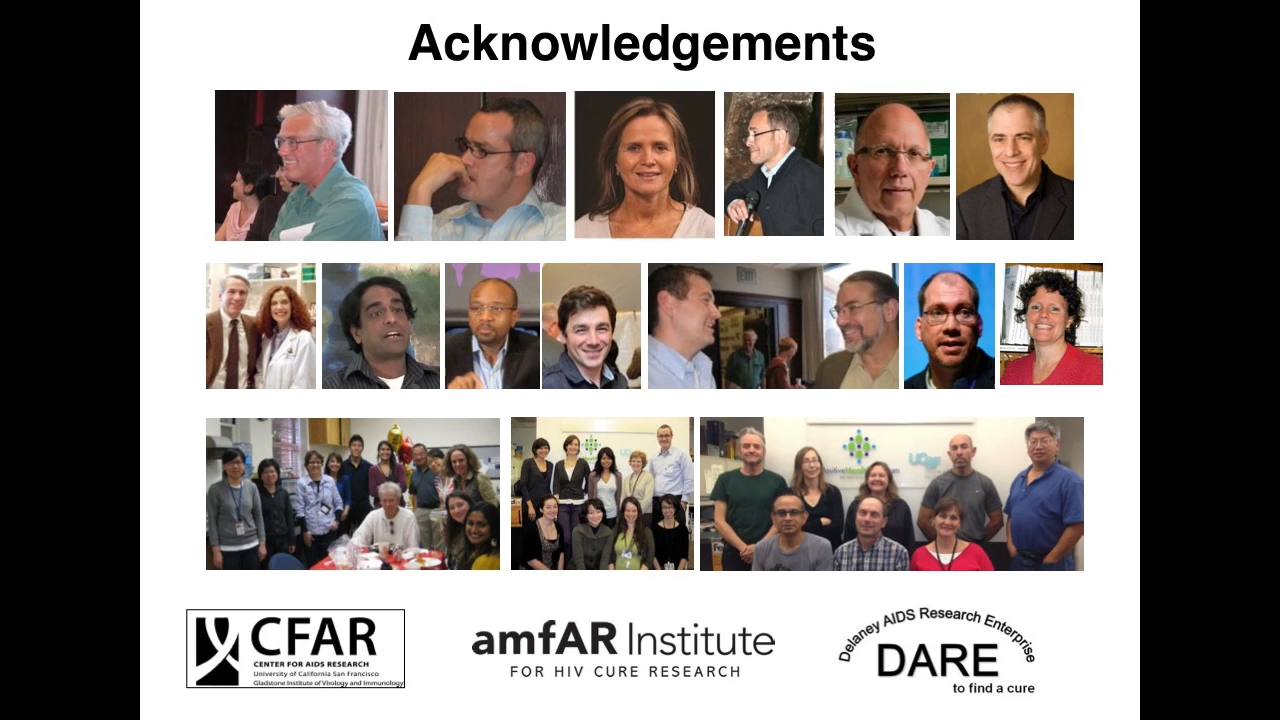 Acknowledgements
EXIT
CFAR
CENTER FOR AIDS RESEARCH
University of California San Francisco
Gladstone Institute of Virology and Immunology
amfAR Institute
FOR HIV CURE RESEARCH
Delaney AIDS Research Enterprise
DARE
to find a cure